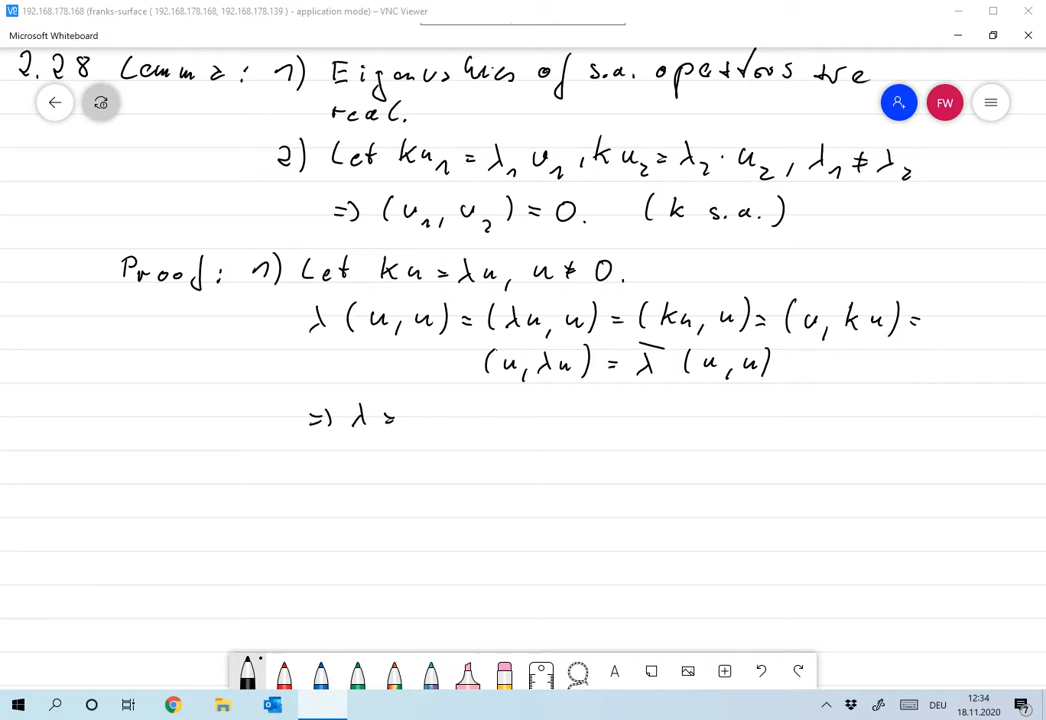 192.168.178.168 (franks-surface ( 192.168.178.168, 192.168.178.139 ) - application mode) - VNC Viewer
Microsoft Whiteboard
2.28 Lemma: 1) Eigenvalues of s.a. operators are
real.
FW
2) Let Ku₁ = λ₁ u₁, Ku₂ = λ₂ · u₂, λ₁ ≠ λ₂
=> (u₁, u₂) = 0. (K s.a.)
Proof: 1) Let Ku = λu, u ≠ 0.
λ (u, u) = (λu, u) = (Ku, u) = (u, Ku) =
(u, λu) = λ̅ (u, u)
=> λ =
A
DEU
12:34
18.11.2020
7